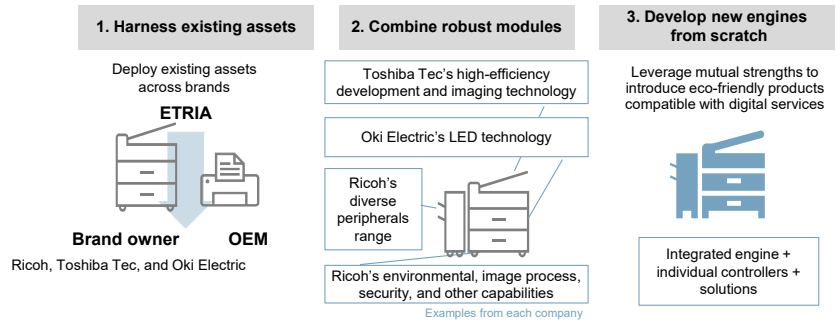 1. Harness existing assets
Deploy existing assets
across brands
ETRIA
Brand owner
OEM
Ricoh, Toshiba Tec, and Oki Electric
2. Combine robust modules
Toshiba Tec's high-efficiency
development and imaging technology
Oki Electric's LED technology
Ricoh's
diverse
peripherals
range
Ricoh's environmental, image process,
security, and other capabilities
Examples from each company
3. Develop new engines
from scratch
Leverage mutual strengths to
introduce eco-friendly products
compatible with digital services
Integrated engine +
individual controllers +
solutions